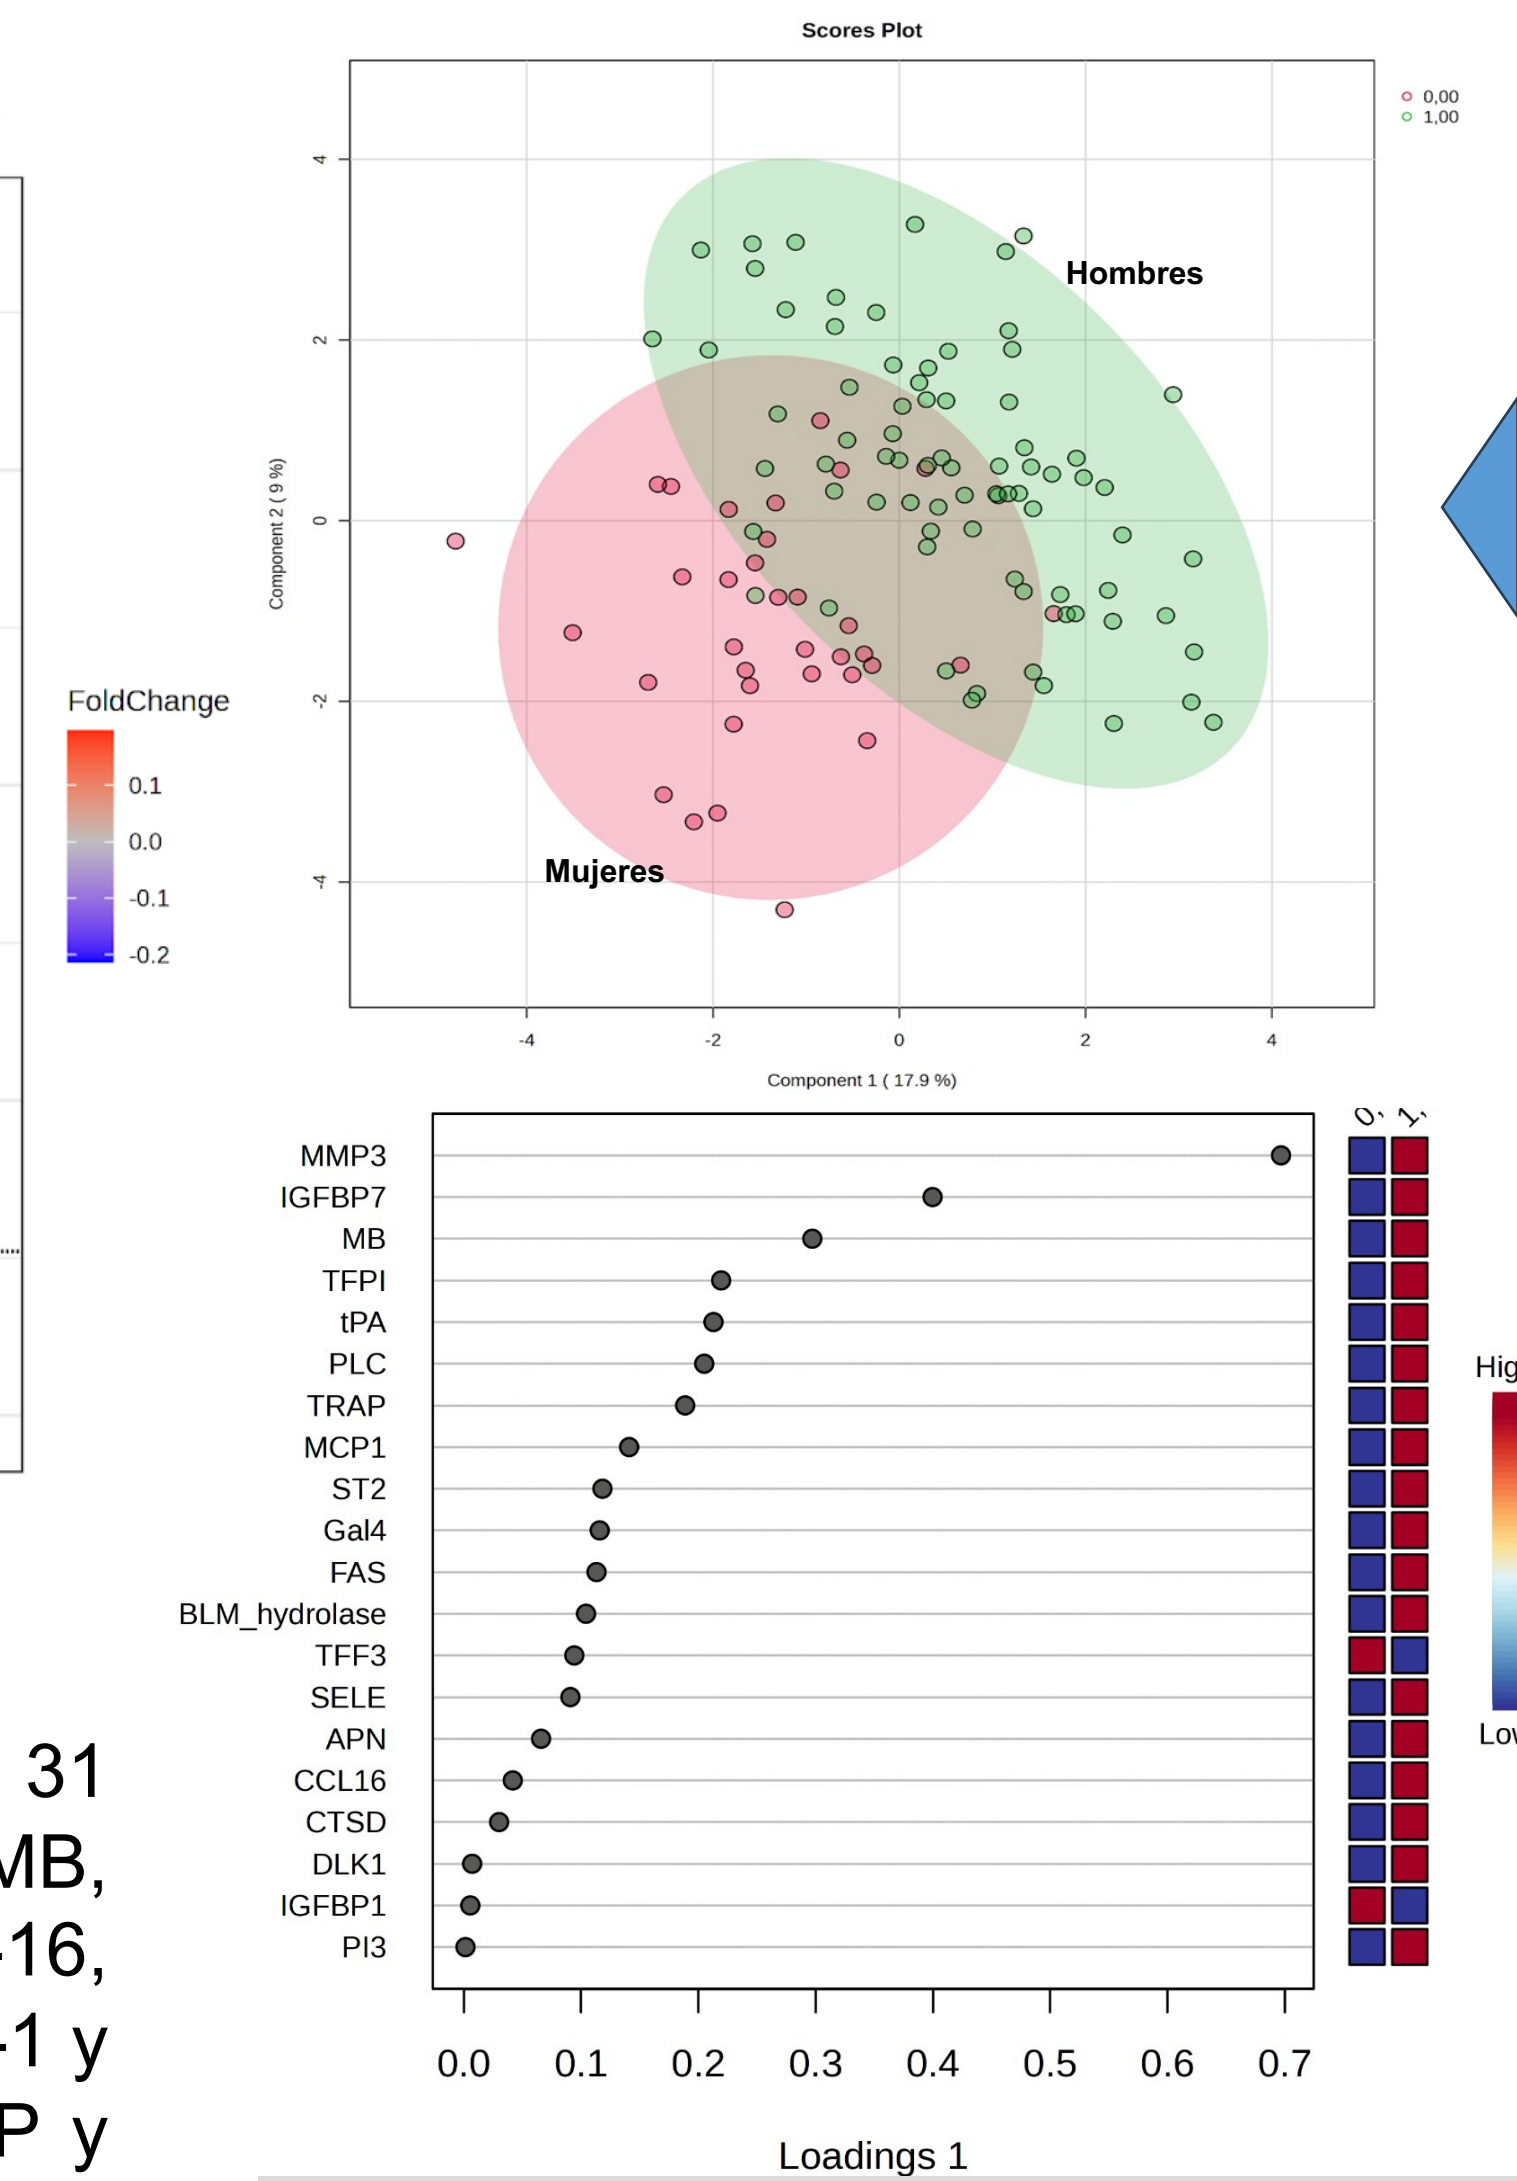 Scores Plot
0,00
1,00
Hombres
Mujeres
4
2
0
-2
-4
Component 2 ( 9 %)
-4 -2 0 2 4
Component 1 ( 17.9 %)
FoldChange
0.1
0.0
-0.1
-0.2
0, 1,
MMP3
IGFBP7
MB
TFPI
tPA
PLC
TRAP
MCP1
ST2
Gal4
FAS
BLM_hydrolase
TFF3
SELE
APN
CCL16
CTSD
DLK1
IGFBP1
PI3
0.0 0.1 0.2 0.3 0.4 0.5 0.6 0.7
Loadings 1
Hig
Lov
31
MB,
-16,
-1 y
P y